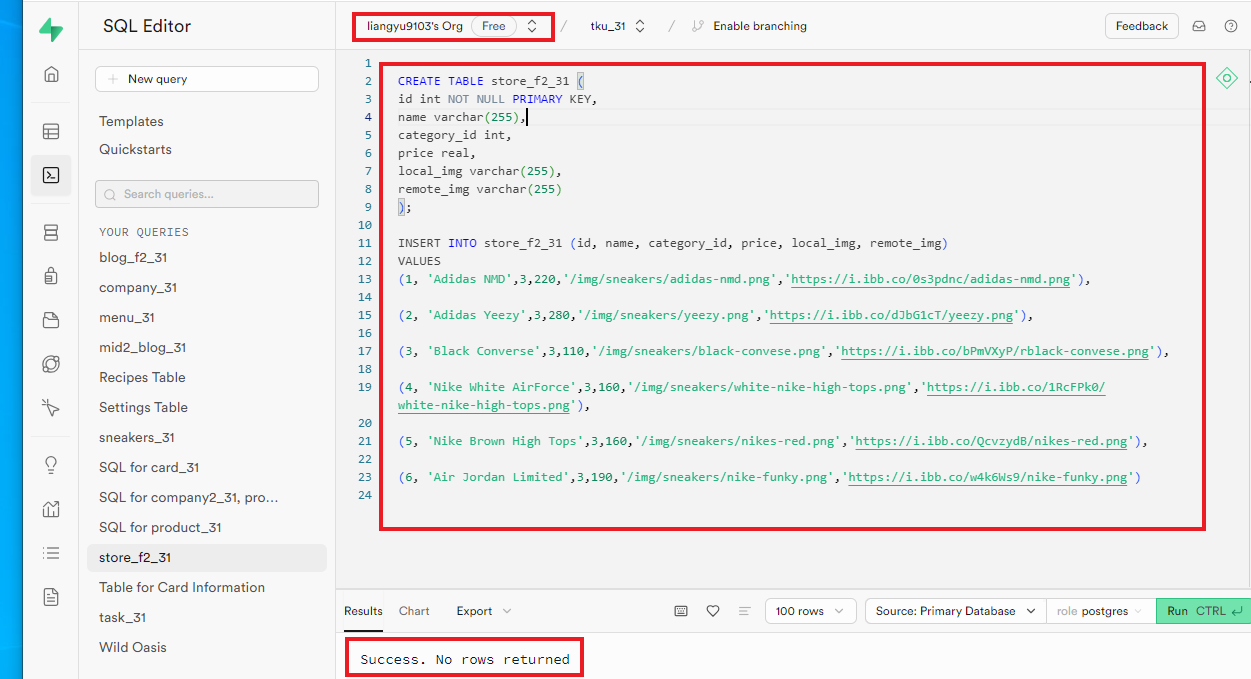 SQL Editor
liangyu9103's Org Free / tku_31 / Enable branching
Feedback
New query
Templates
Quickstarts
Search queries...
YOUR QUERIES
blog_f2_31
company_31
menu_31
mid2_blog_31
Recipes Table
Settings Table
sneakers_31
SQL for card_31
SQL for company2_31, pro...
SQL for product_31
store_f2_31
Table for Card Information
task_31
Wild Oasis
1
2 CREATE TABLE store_f2_31 (
3 id int NOT NULL PRIMARY KEY,
4 name varchar(255),
5 category_id int,
6 price real,
7 local_img varchar(255),
8 remote_img varchar(255)
9 );
10
11 INSERT INTO store_f2_31 (id, name, category_id, price, local_img, remote_img)
12 VALUES
13 (1, 'Adidas NMD',3,220,'/img/sneakers/adidas-nmd.png','https://i.ibb.co/0s3pdnc/adidas-nmd.png'),
14
15 (2, 'Adidas Yeezy',3,280,'/img/sneakers/yeezy.png','https://i.ibb.co/dJbG1cT/yeezy.png'),
16
17 (3, 'Black Converse',3,110,'/img/sneakers/black-convese.png','https://i.ibb.co/bPmVXyP/rblack-convese.png'),
18
19 (4, 'Nike White AirForce',3,160,'/img/sneakers/white-nike-high-tops.png','https://i.ibb.co/1RcFPk0/
white-nike-high-tops.png'),
20
21 (5, 'Nike Brown High Tops',3,160,'/img/sneakers/nikes-red.png','https://i.ibb.co/QcvzydB/nikes-red.png'),
22
23 (6, 'Air Jordan Limited',3,190,'/img/sneakers/nike-funky.png','https://i.ibb.co/w4k6Ws9/nike-funky.png')
24
Results Chart Export 100 rows Source: Primary Database role postgres Run CTRL
Success. No rows returned